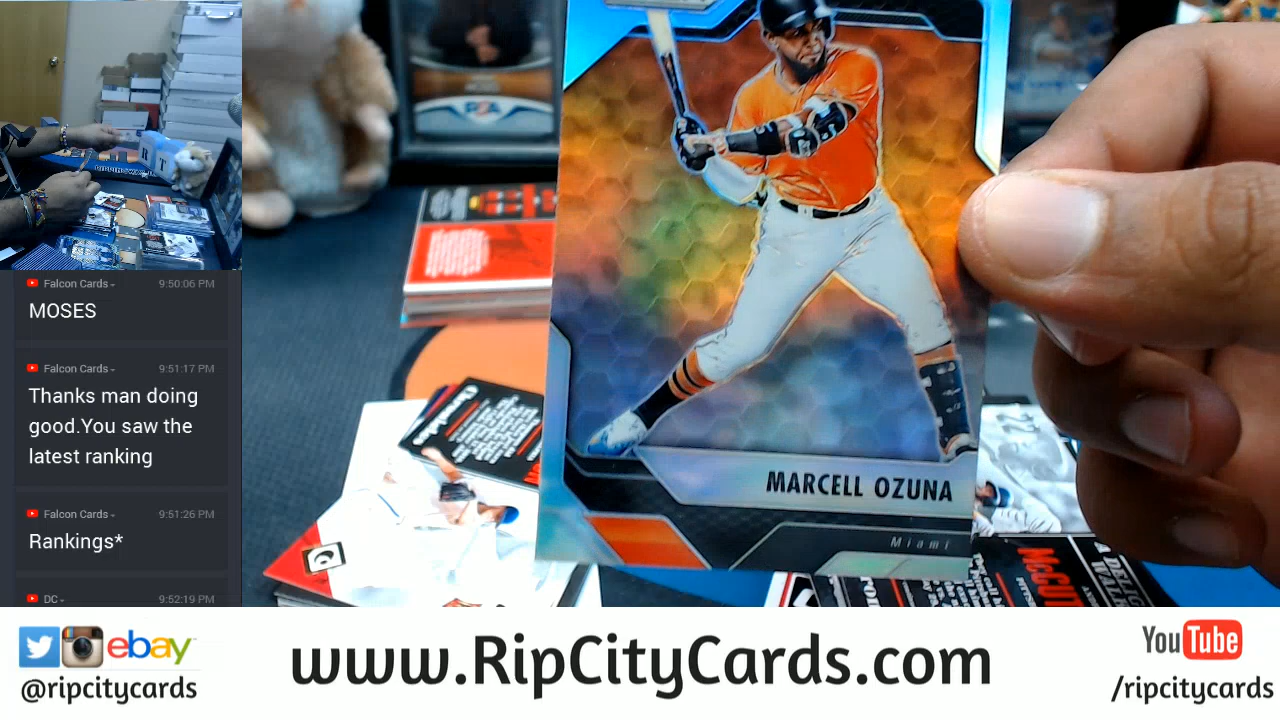 Falcon Cards
9:50:06 PM
MOSES
Falcon Cards
9:51:17 PM
Thanks man doing
good.You saw the
latest ranking
Falcon Cards
9:51:26 PM
Rankings*
DC
9:52:19 PM
R T
PSA
Chronicles
MARCELL OZUNA
Miami
ebay
@ripcitycards
www.RipCityCards.com
YouTube
/ripcitycards